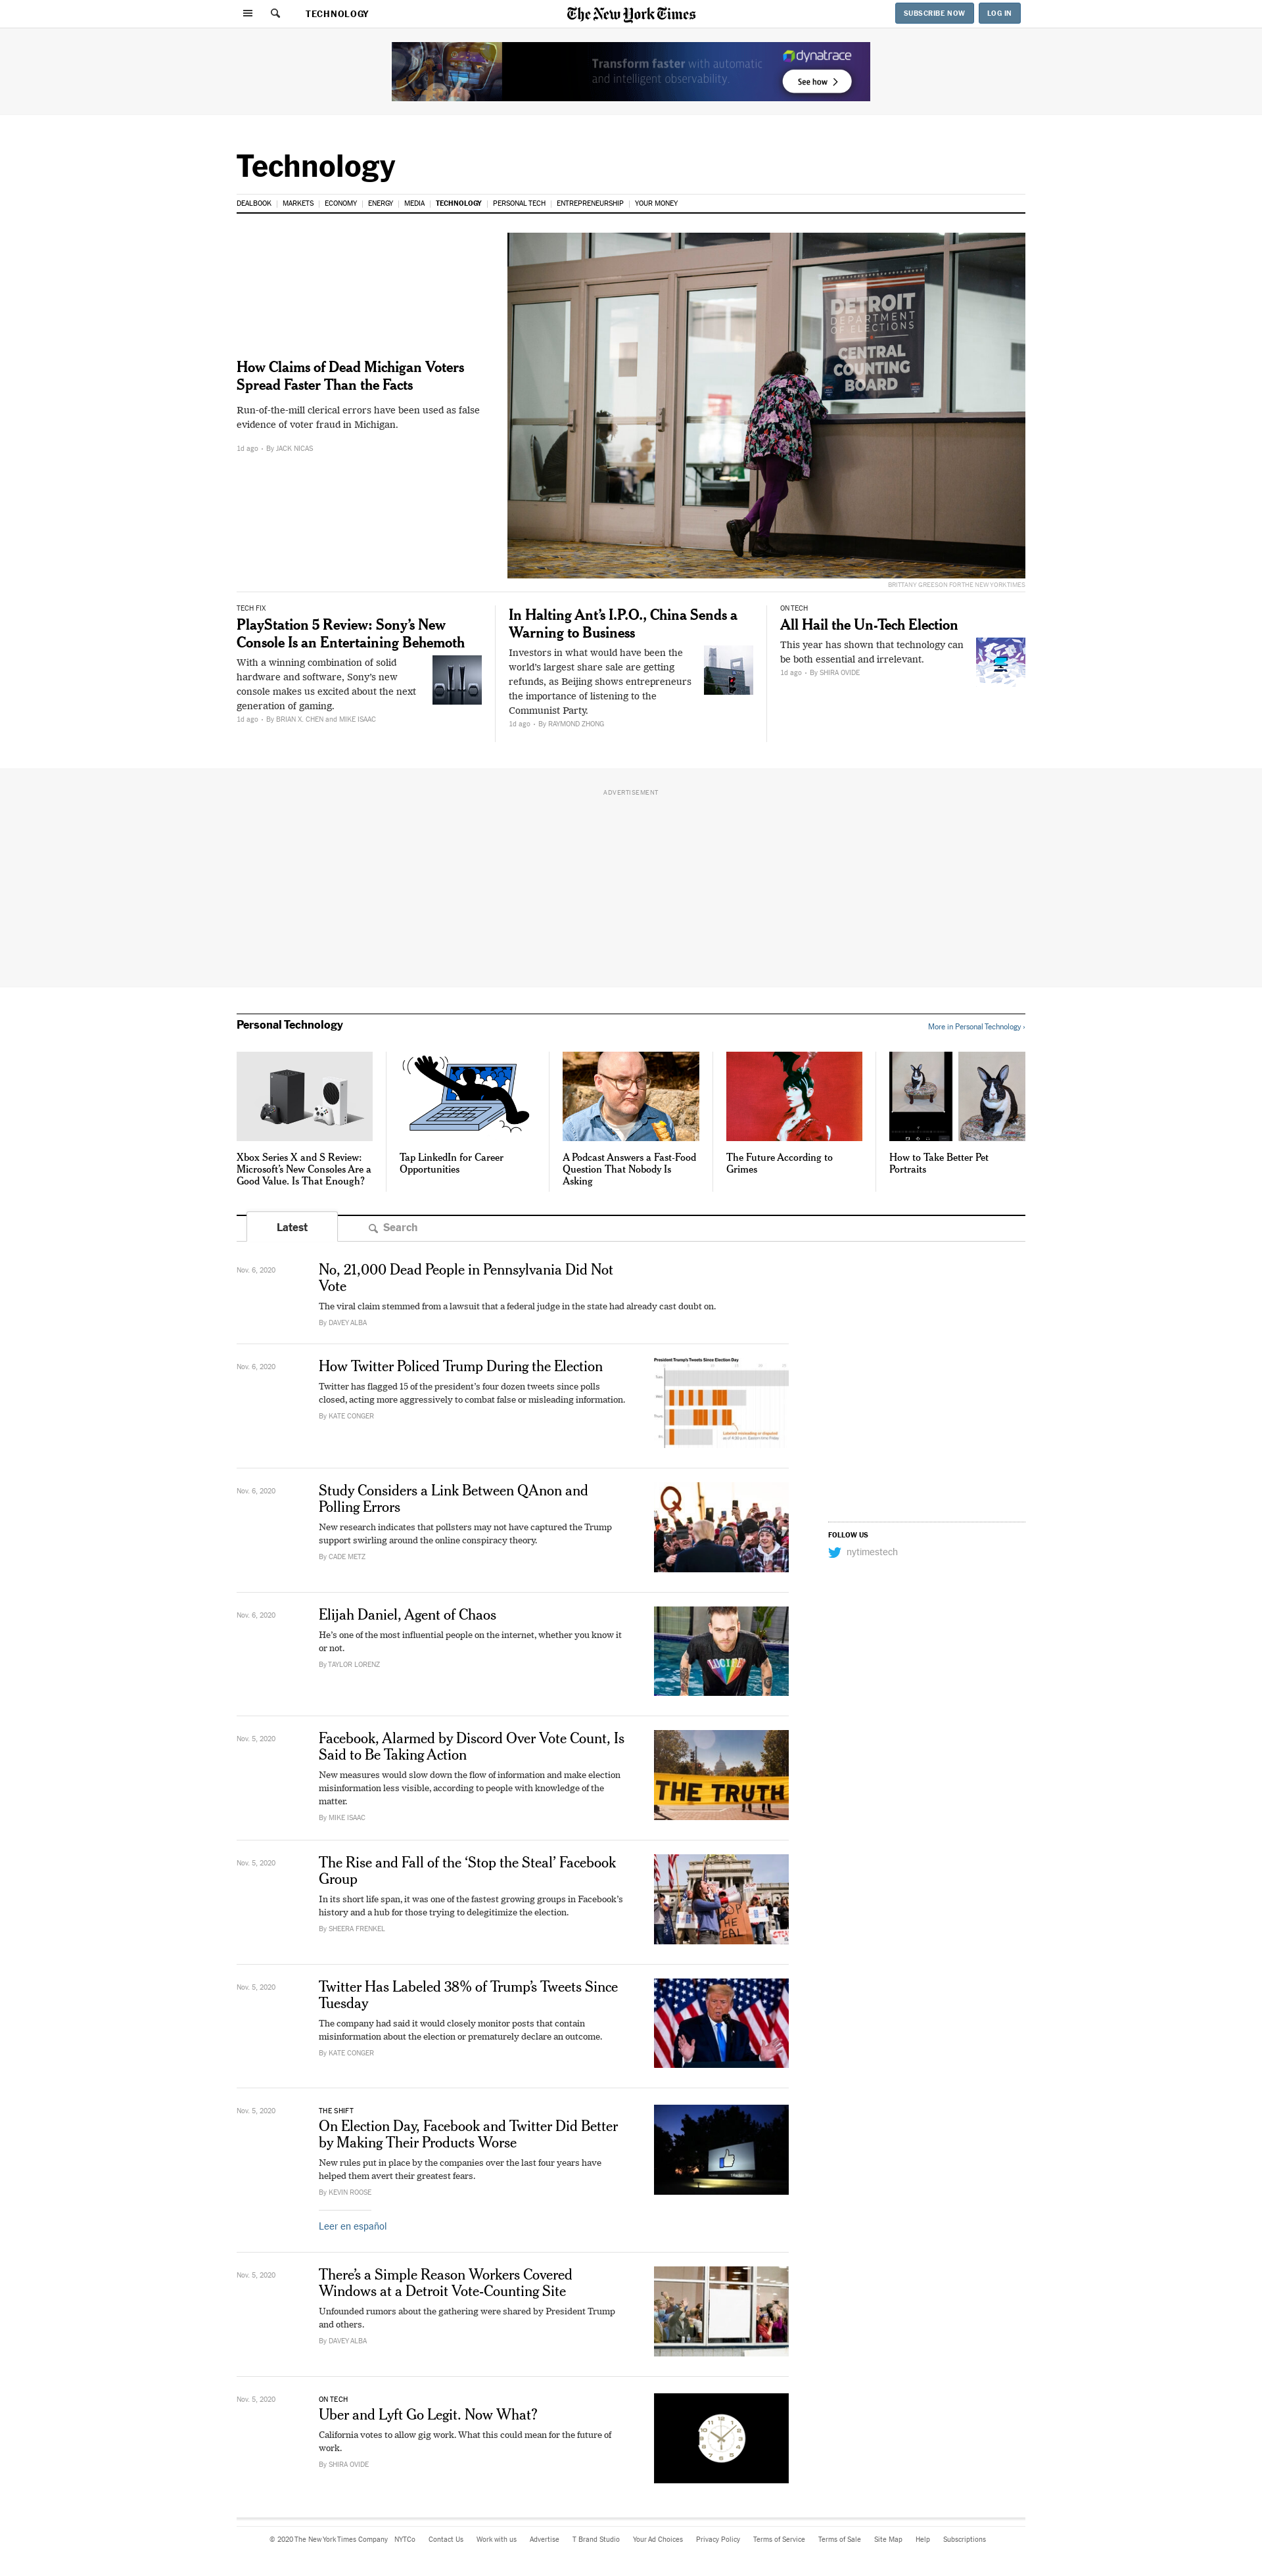 TECHNOLOGY
The New York Times
SUBSCRIBE NOW
LOG IN
Transform faster with automatic
and intelligent observability.
dynatrace
See how
Technology
DEALBOOK
MARKETS
ECONOMY
ENERGY
MEDIA
TECHNOLOGY
PERSONAL TECH
ENTREPRENEURSHIP
YOUR MONEY
How Claims of Dead Michigan Voters
Spread Faster Than the Facts
Run-of-the-mill clerical errors have been used as false
evidence of voter fraud in Michigan.
1d ago • By JACK NICAS
DETROIT
DEPARTMENT
OF ELECTIONS
CENTRAL
COUNTING
BOARD
BRITTANY GREESON FOR THE NEW YORK TIMES
TECH FIX
PlayStation 5 Review: Sony’s New
Console Is an Entertaining Behemoth
With a winning combination of solid
hardware and software, Sony’s new
console makes us excited about the next
generation of gaming.
1d ago • By BRIAN X. CHEN and MIKE ISAAC
In Halting Ant’s I.P.O., China Sends a
Warning to Business
Investors in what would have been the
world’s largest share sale are getting
refunds, as Beijing shows entrepreneurs
the importance of listening to the
Communist Party.
1d ago • By RAYMOND ZHONG
ON TECH
All Hail the Un-Tech Election
This year has shown that technology can
be both essential and irrelevant.
1d ago • By SHIRA OVIDE
ADVERTISEMENT
Personal Technology
More in Personal Technology ›
Xbox Series X and S Review:
Microsoft’s New Consoles Are a
Good Value. Is That Enough?
Tap LinkedIn for Career
Opportunities
A Podcast Answers a Fast-Food
Question That Nobody Is
Asking
The Future According to
Grimes
How to Take Better Pet
Portraits
Latest
Search
Nov. 6, 2020
No, 21,000 Dead People in Pennsylvania Did Not
Vote
The viral claim stemmed from a lawsuit that a federal judge in the state had already cast doubt on.
By DAVEY ALBA
Nov. 6, 2020
How Twitter Policed Trump During the Election
Twitter has flagged 15 of the president’s four dozen tweets since polls
closed, acting more aggressively to combat false or misleading information.
By KATE CONGER
President Trump's Tweets Since Election Day
Nov. 6, 2020
Study Considers a Link Between QAnon and
Polling Errors
New research indicates that pollsters may not have captured the Trump
support swirling around the online conspiracy theory.
By CADE METZ
Q
FOLLOW US
nytimestech
Nov. 6, 2020
Elijah Daniel, Agent of Chaos
He’s one of the most influential people on the internet, whether you know it
or not.
By TAYLOR LORENZ
Nov. 5, 2020
Facebook, Alarmed by Discord Over Vote Count, Is
Said to Be Taking Action
New measures would slow down the flow of information and make election
misinformation less visible, according to people with knowledge of the
matter.
By MIKE ISAAC
THE TRUTH
Nov. 5, 2020
The Rise and Fall of the ‘Stop the Steal’ Facebook
Group
In its short life span, it was one of the fastest growing groups in Facebook’s
history and a hub for those trying to delegitimize the election.
By SHEERA FRENKEL
Nov. 5, 2020
Twitter Has Labeled 38% of Trump’s Tweets Since
Tuesday
The company had said it would closely monitor posts that contain
misinformation about the election or prematurely declare an outcome.
By KATE CONGER
Nov. 5, 2020
THE SHIFT
On Election Day, Facebook and Twitter Did Better
by Making Their Products Worse
New rules put in place by the companies over the last four years have
helped them avert their greatest fears.
By KEVIN ROOSE
Leer en español
Nov. 5, 2020
There’s a Simple Reason Workers Covered
Windows at a Detroit Vote-Counting Site
Unfounded rumors about the gathering were shared by President Trump
and others.
By DAVEY ALBA
Nov. 5, 2020
ON TECH
Uber and Lyft Go Legit. Now What?
California votes to allow gig work. What this could mean for the future of
work.
By SHIRA OVIDE
© 2020 The New York Times Company
NYTCo
Contact Us
Work with us
Advertise
T Brand Studio
Your Ad Choices
Privacy Policy
Terms of Service
Terms of Sale
Site Map
Help
Subscriptions